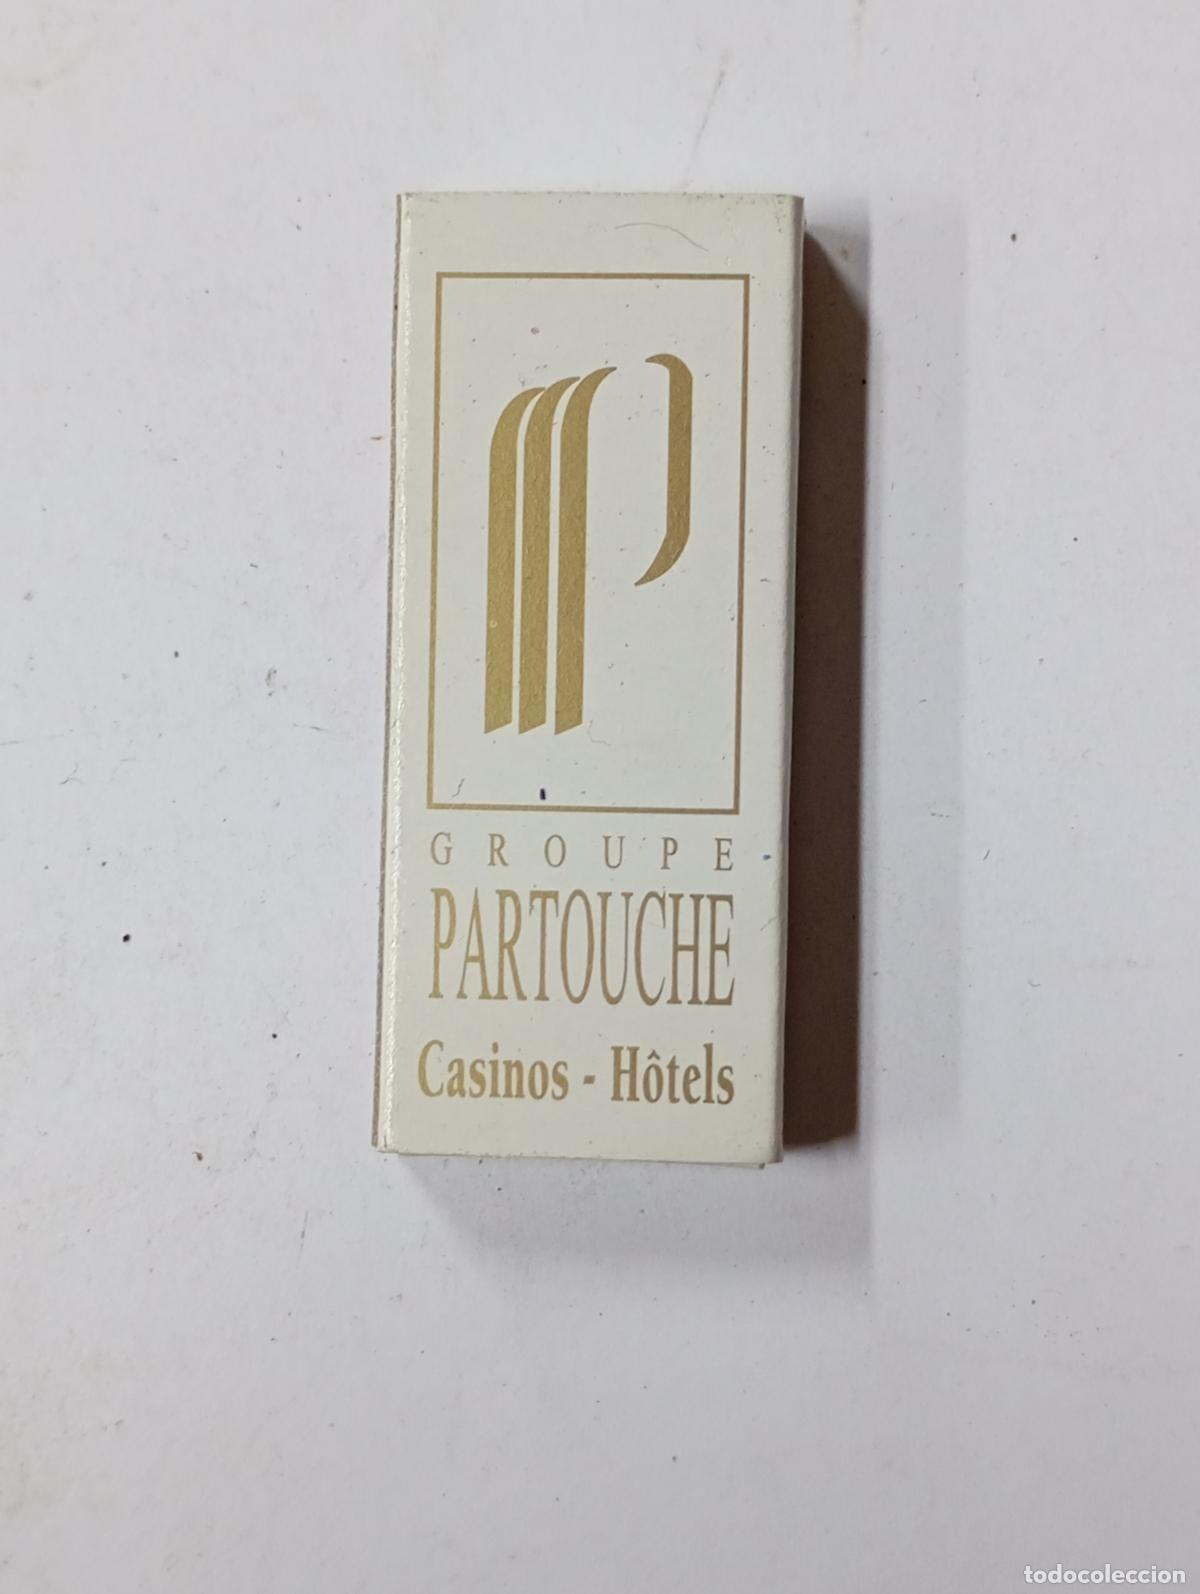 GROUPE
PARTOUCHE
Casinos - Hôtels
todocoleccion